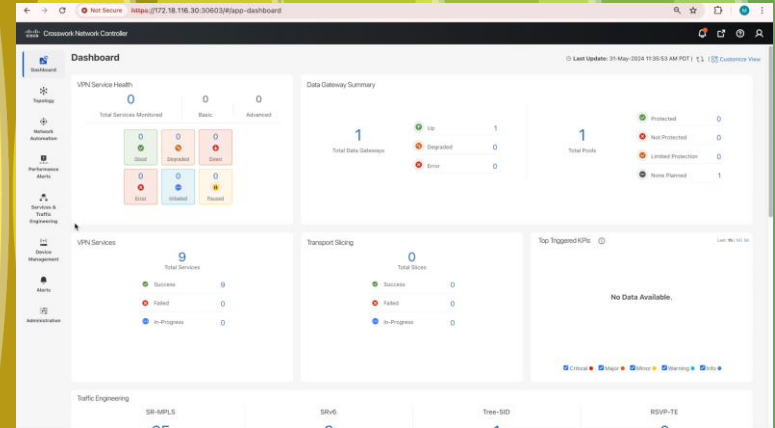 Not Secure https://172.18.116.30:30603/#/app-dashboard
cisco Crosswork Network Controller
Dashboard
Last Update: 31-May-2024 11:35:53 AM PDT | Customize View
Dashboard
Topology
Network Automation
Performance Alerts
Services & Traffic Engineering
Device Management
Alerts
Administration
VPN Service Health
0 0 0
Total Services Monitored Basic Advanced
0 0 0
Good Degraded Down
0 0 0
Error Initiated Paused
Data Gateway Summary
1
Total Data Gateways
Up 1
Degraded 0
Error 0
1
Total Pools
Protected 0
Not Protected 0
Limited Protection 0
None Planned 1
VPN Services
9
Total Services
Success 9
Failed 0
In-Progress 0
Transport Slicing
0
Total Slices
Success 0
Failed 0
In-Progress 0
Top Triggered KPIs
Last:
No Data Available.
Critical Major Minor Warning Info
Traffic Engineering
SR-MPLS SRv6 Tree-SID RSVP-TE